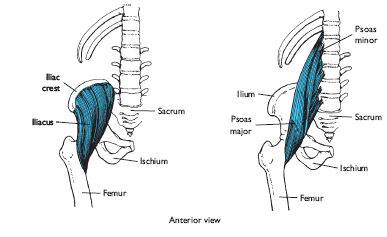 Iliac
crest
Iliacus
Sacrum
Ischium
Femur
Psoas
minor
Ilium
Psoas
major
Sacrum
Ischium
Femur
Anterior view